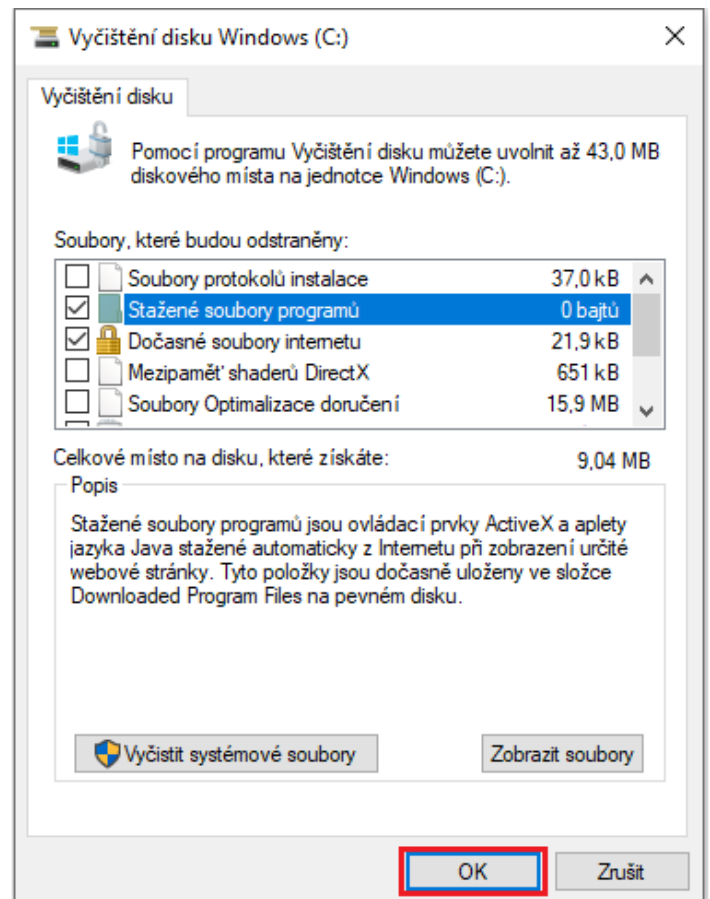 Vyčištění disku Windows (C:)
Vyčištění disku
Pomocí programu Vyčištění disku můžete uvolnit až 43,0 MB
diskového místa na jednotce Windows (C:).
Soubory, které budou odstraněny:
Soubory protokolů instalace 37,0 kB
Stažené soubory programů 0 bajtů
Dočasné soubory internetu 21,9 kB
Mezipaměť shaderů DirectX 651 kB
Soubory Optimalizace doručení 15,9 MB
Celkové místo na disku, které získáte: 9,04 MB
Popis
Stažené soubory programů jsou ovládací prvky ActiveX a aplety
jazyka Java stažené automaticky z Internetu při zobrazení určité
webové stránky. Tyto položky jsou dočasně uloženy ve složce
Downloaded Program Files na pevném disku.
Vyčistit systémové soubory Zobrazit soubory
OK Zrušit